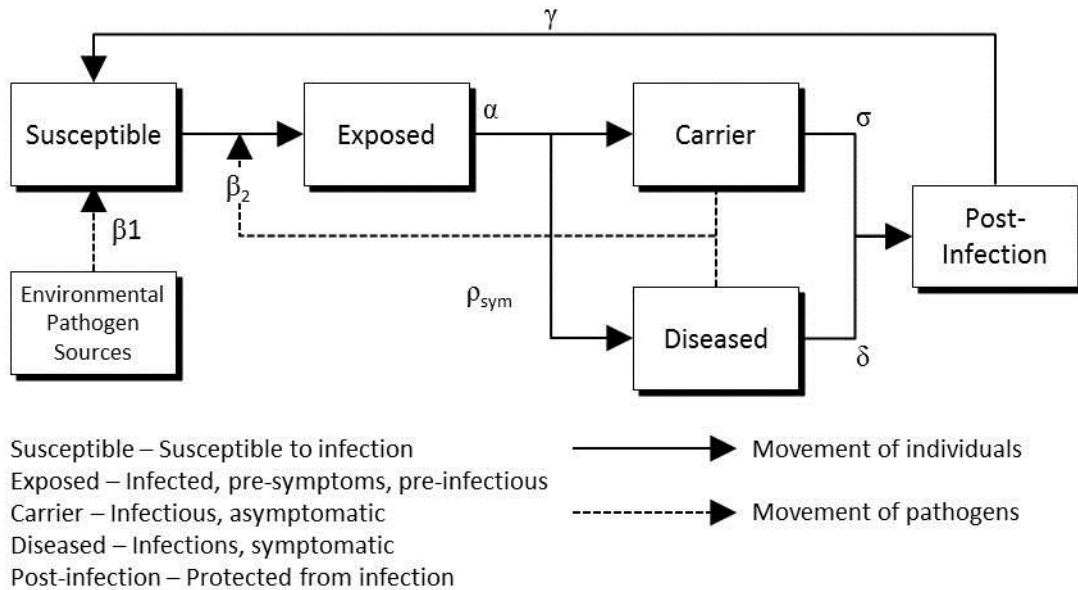 γ
Susceptible
Exposed
α
Carrier
σ
β₂
Post-
Infection
β1
Environmental
Pathogen
Sources
ρsym
Diseased
δ
Susceptible – Susceptible to infection
Exposed – Infected, pre-symptoms, pre-infectious
Carrier – Infectious, asymptomatic
Diseased – Infections, symptomatic
Post-infection – Protected from infection
Movement of individuals
Movement of pathogens